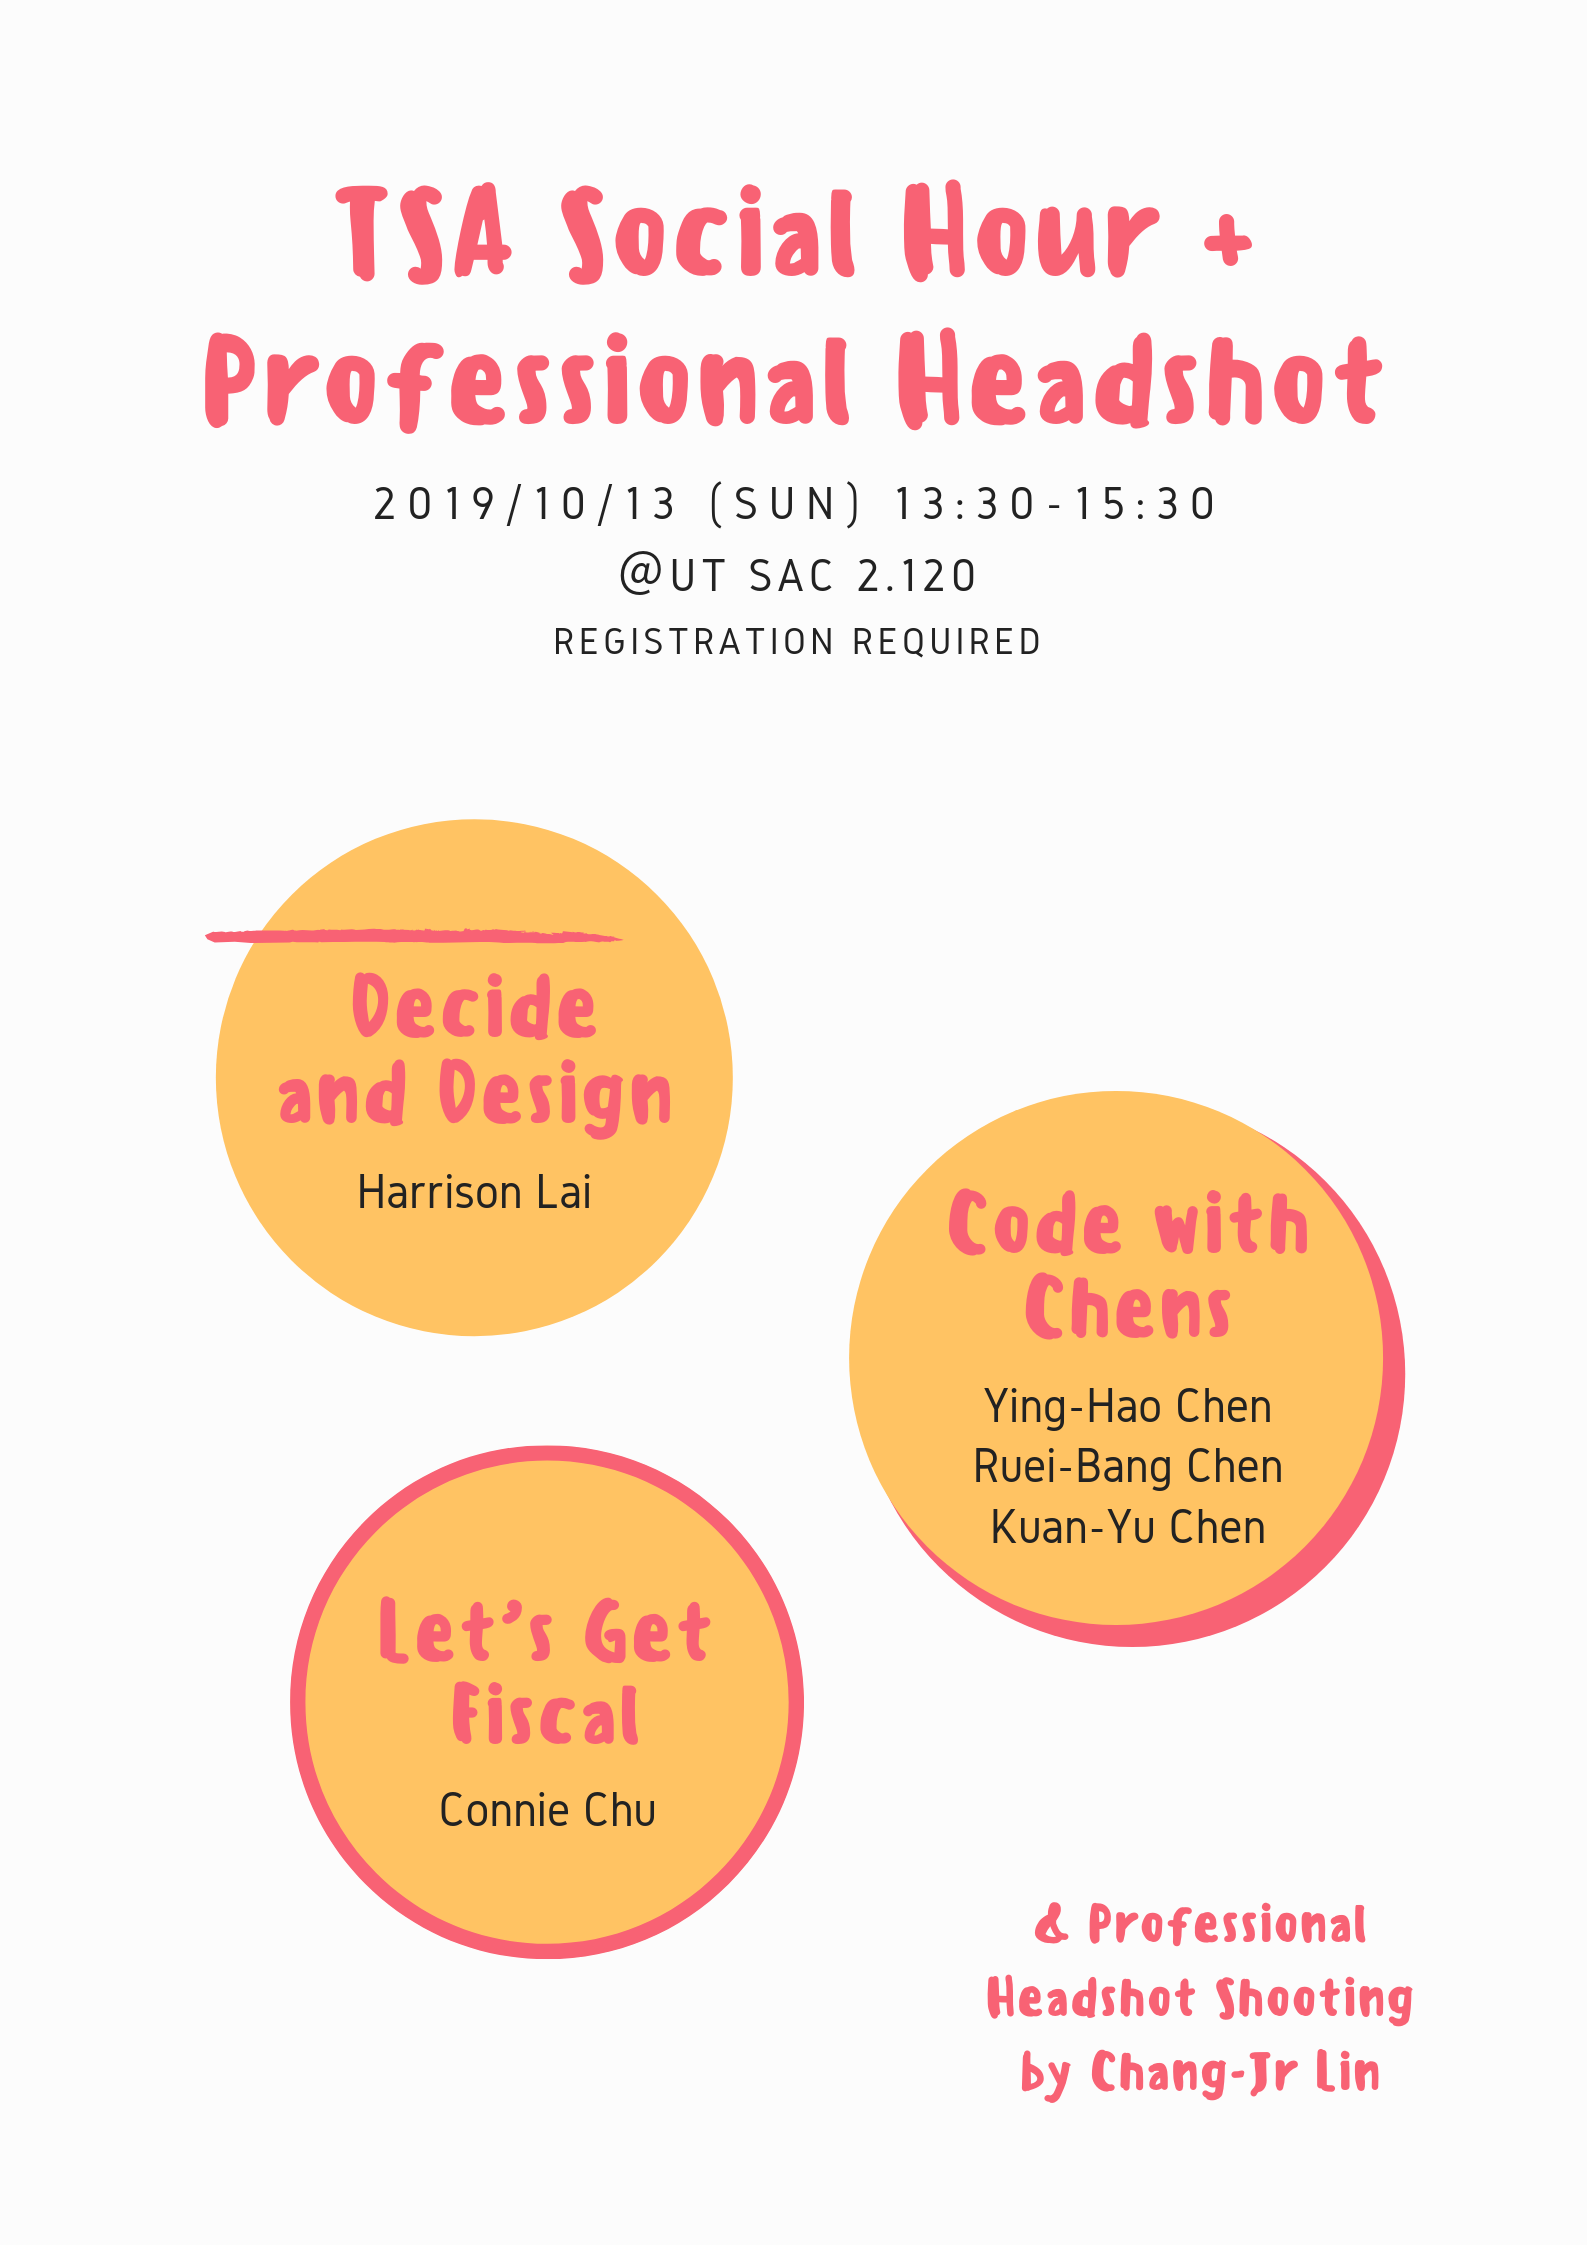 TSA Social Hour +
Professional Headshot
2019/10/13 (SUN) 13:30-15:30
@UT SAC 2.120
REGISTRATION REQUIRED
Decide
and Design
Harrison Lai
Code with
Chens
Ying-Hao Chen
Ruei-Bang Chen
Kuan-Yu Chen
Let's Get
Fiscal
Connie Chu
& Professional
Headshot Shooting
by Chang-Jr Lin